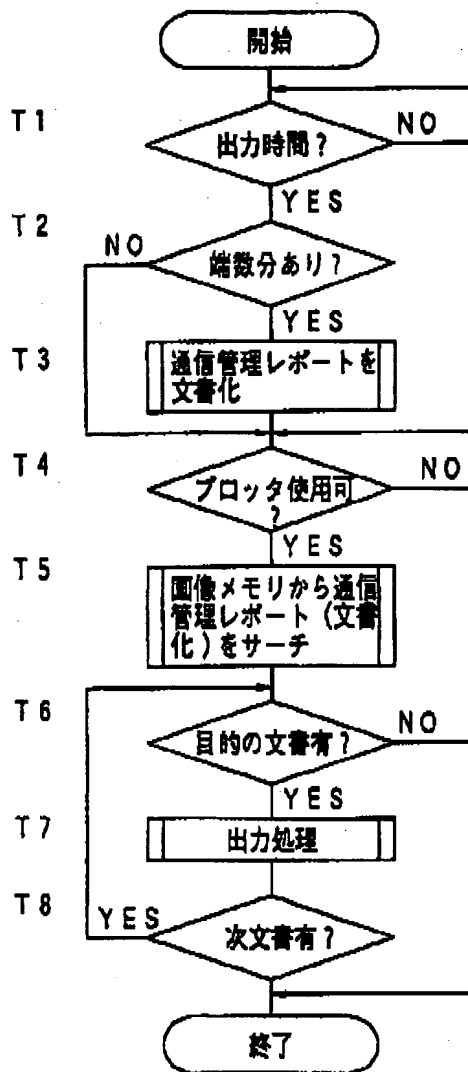 開始
T1
出力時間?
NO
YES
T2
NO
端数分あり?
YES
T3
通信管理レポートを
文書化
T4
プロッタ使用可
?
NO
YES
T5
画像メモリから通信
管理レポート(文書
化)をサーチ
T6
目的の文書有?
NO
YES
T7
出力処理
T8
YES
次文書有?
終了